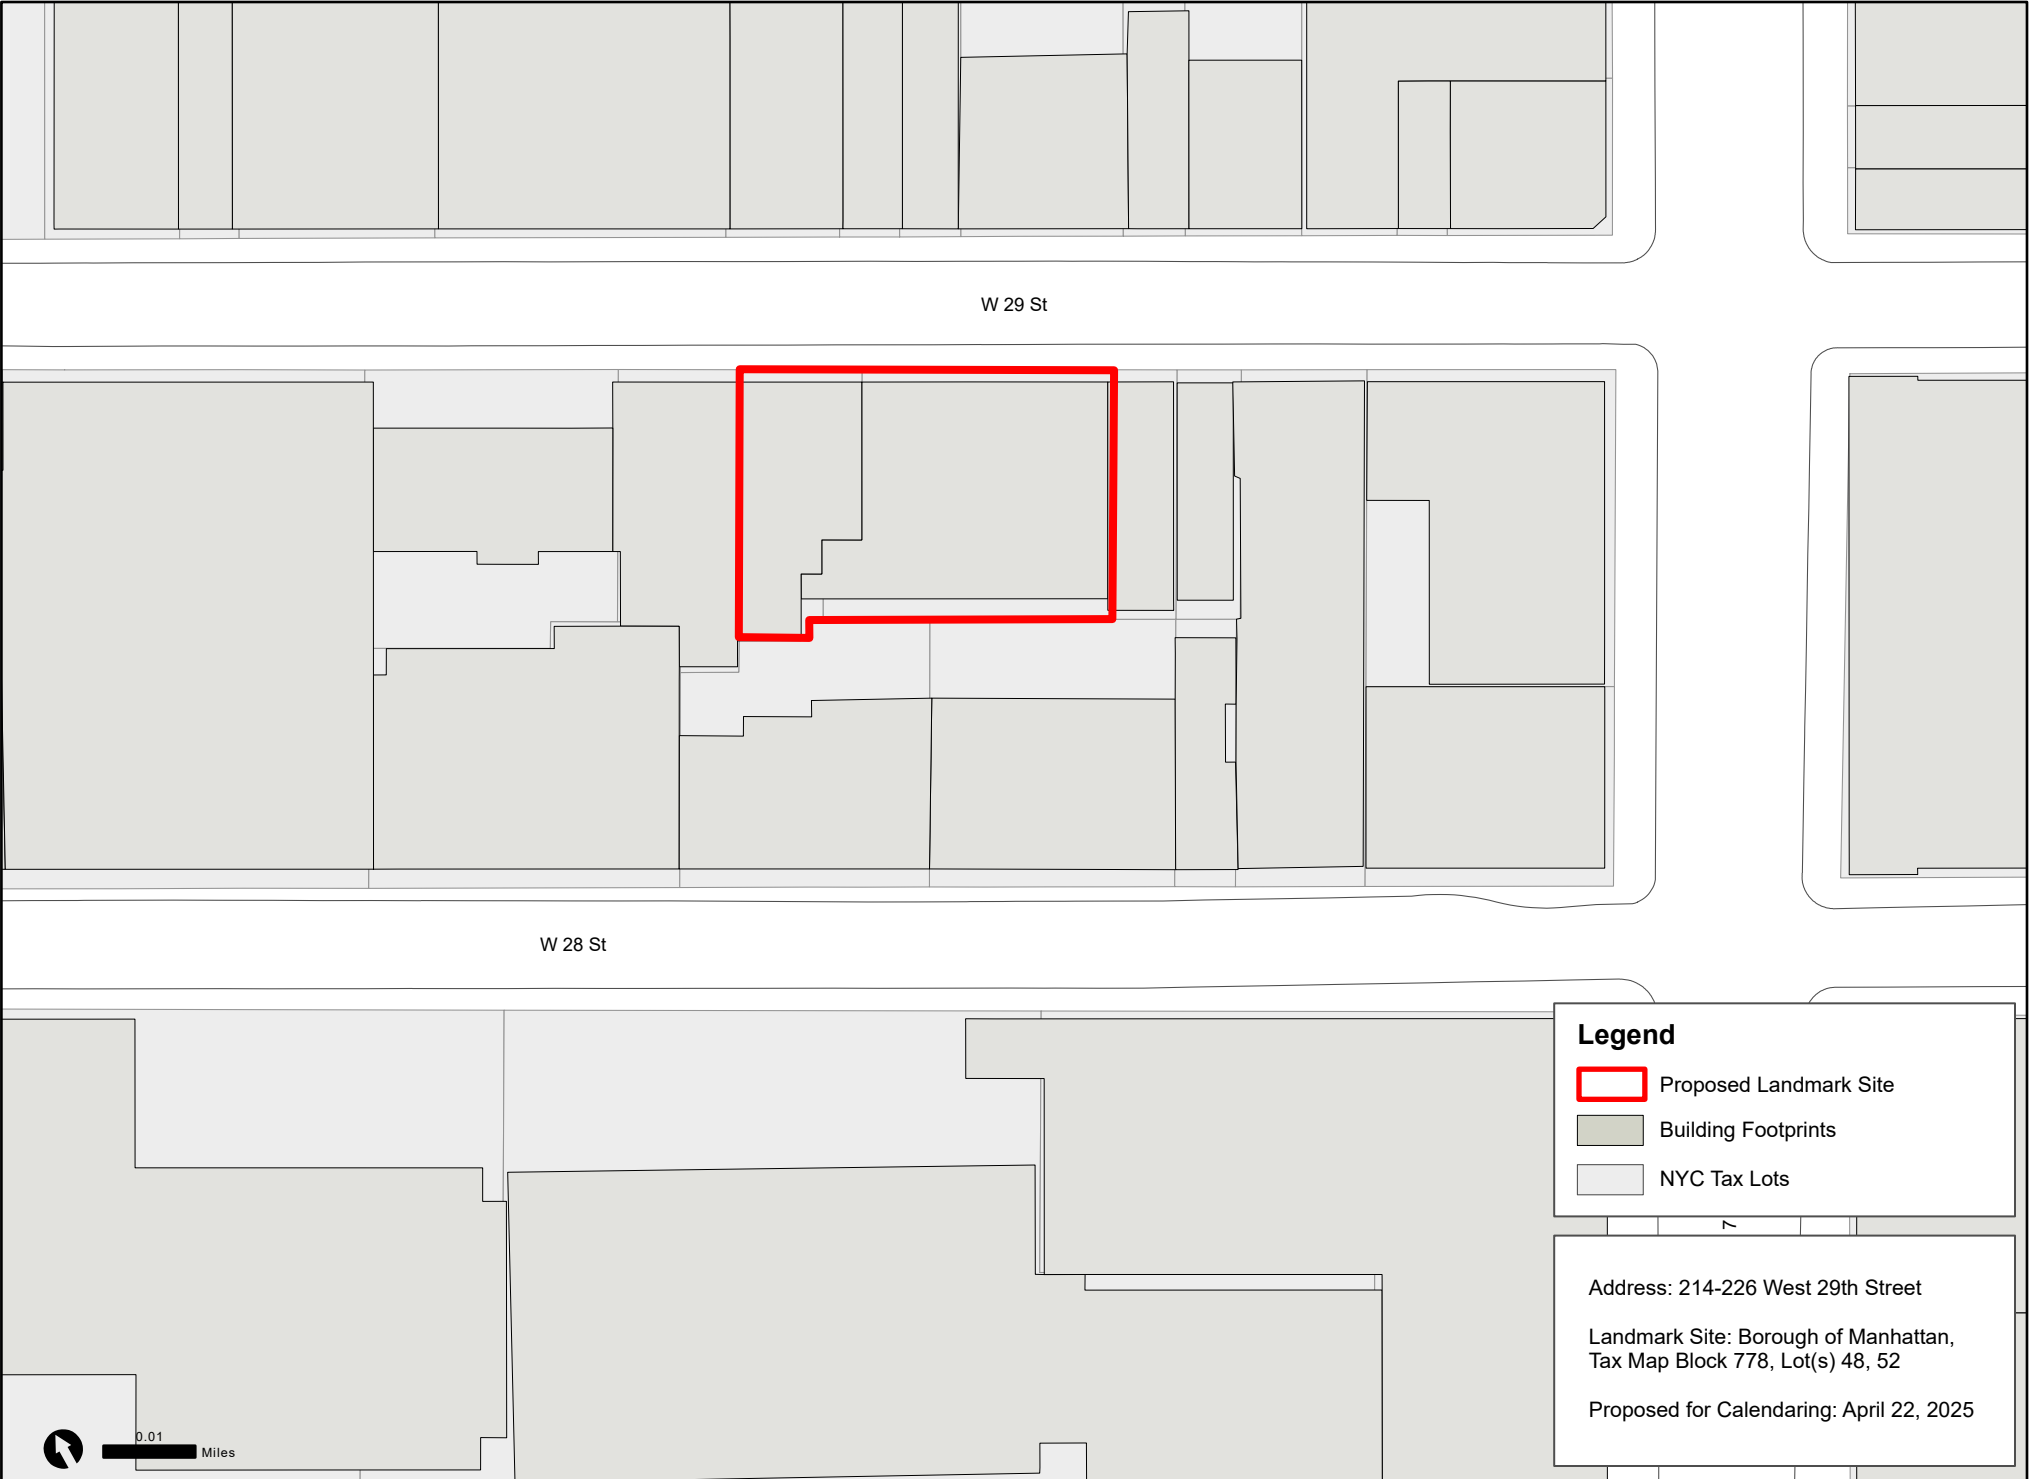 W 29 St
W 28 St
Legend
Proposed Landmark Site
Building Footprints
NYC Tax Lots
7
Address: 214-226 West 29th Street
Landmark Site: Borough of Manhattan,
Tax Map Block 778, Lot(s) 48, 52
Proposed for Calendaring: April 22, 2025
0.01
Miles